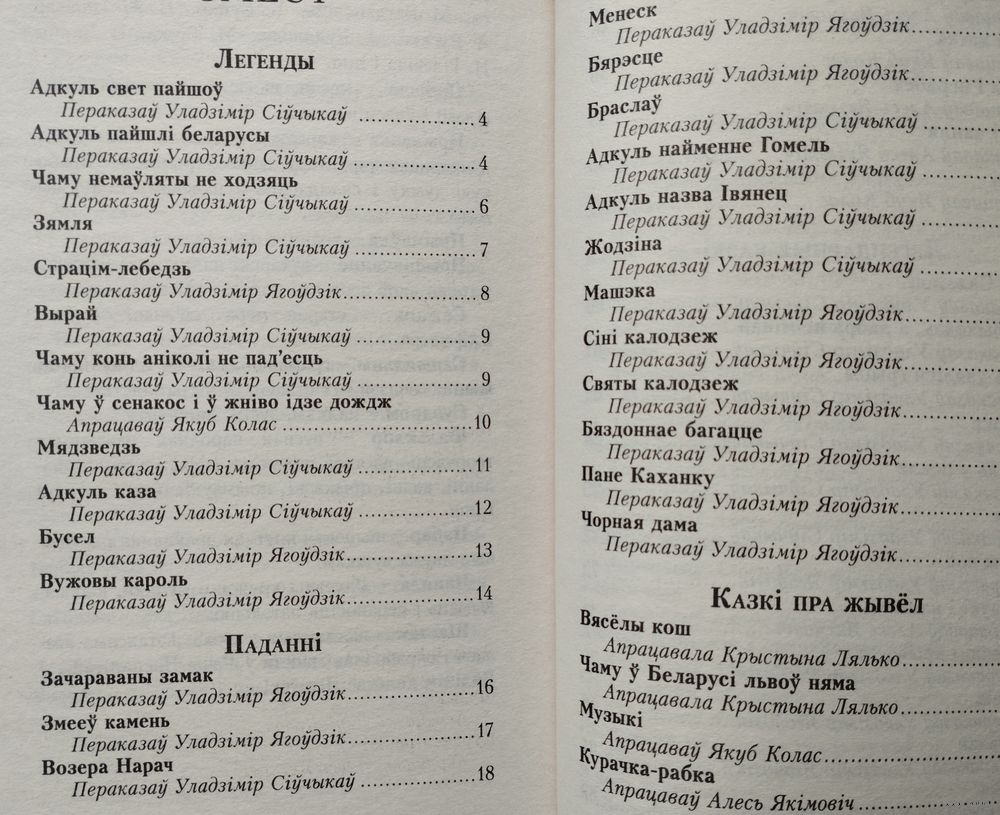 Легенды
Адкуль свет пайшоў
Пераказаў Уладзімір Сіўчыкаў ................4
Адкуль пайшлі беларусы
Пераказаў Уладзімір Сіўчыкаў ................4
Чаму немаўляты не ходзяць
Пераказаў Уладзімір Сіўчыкаў ................6
Зямля
Пераказаў Уладзімір Сіўчыкаў ................7
Страцім-лебедзь
Пераказаў Уладзімір Ягоўдзік..................8
Вырай
Пераказаў Уладзімір Сіўчыкаў ................9
Чаму конь аніколі не пад'есць
Пераказаў Уладзімір Сіўчыкаў ................9
Чаму ў сенакос і ў жніво ідзе дождж
Апрацаваў Якуб Колас ..........................10
Мядзведзь
Пераказаў Уладзімір Сіўчыкаў ................11
Адкуль каза
Пераказаў Уладзімір Сіўчыкаў ................12
Бусел
Пераказаў Уладзімір Ягоўдзік..................13
Вужовы кароль
Пераказаў Уладзімір Ягоўдзік..................14
Паданні
Зачараваны замак
Пераказаў Уладзімір Ягоўдзік..................16
Змееў камень
Пераказаў Уладзімір Ягоўдзік..................17
Возера Нарач
Пераказаў Уладзімір Сіўчыкаў ................18
Менеск
Пераказаў Уладзімір Ягоўдзік............
Бярэсце
Пераказаў Уладзімір Ягоўдзік............
Браслаў
Пераказаў Уладзімір Сіўчыкаў ..........
Адкуль найменне Гомель
Пераказаў Уладзімір Сіўчыкаў ..........
Адкуль назва Івянец
Пераказаў Уладзімір Сіўчыкаў ..........
Жодзіна
Пераказаў Уладзімір Сіўчыкаў ..........
Машэка
Пераказаў Уладзімір Ягоўдзік............
Сіні калодзеж
Пераказаў Уладзімір Ягоўдзік............
Святы калодзеж
Пераказаў Уладзімір Ягоўдзік............
Бяздоннае багацце
Пераказаў Уладзімір Ягоўдзік............
Пане Каханку
Пераказаў Уладзімір Ягоўдзік............
Чорная дама
Пераказаў Уладзімір Ягоўдзік............
Казкі пра жывёл
Вясёлы кош
Апрацавала Крыстына Лялько............
Чаму ў Беларусі львоў няма
Апрацавала Крыстына Лялько............
Музыкі
Апрацаваў Якуб Колас......................
Курачка-рабка
Апрацаваў Алесь Якімовіч ..................